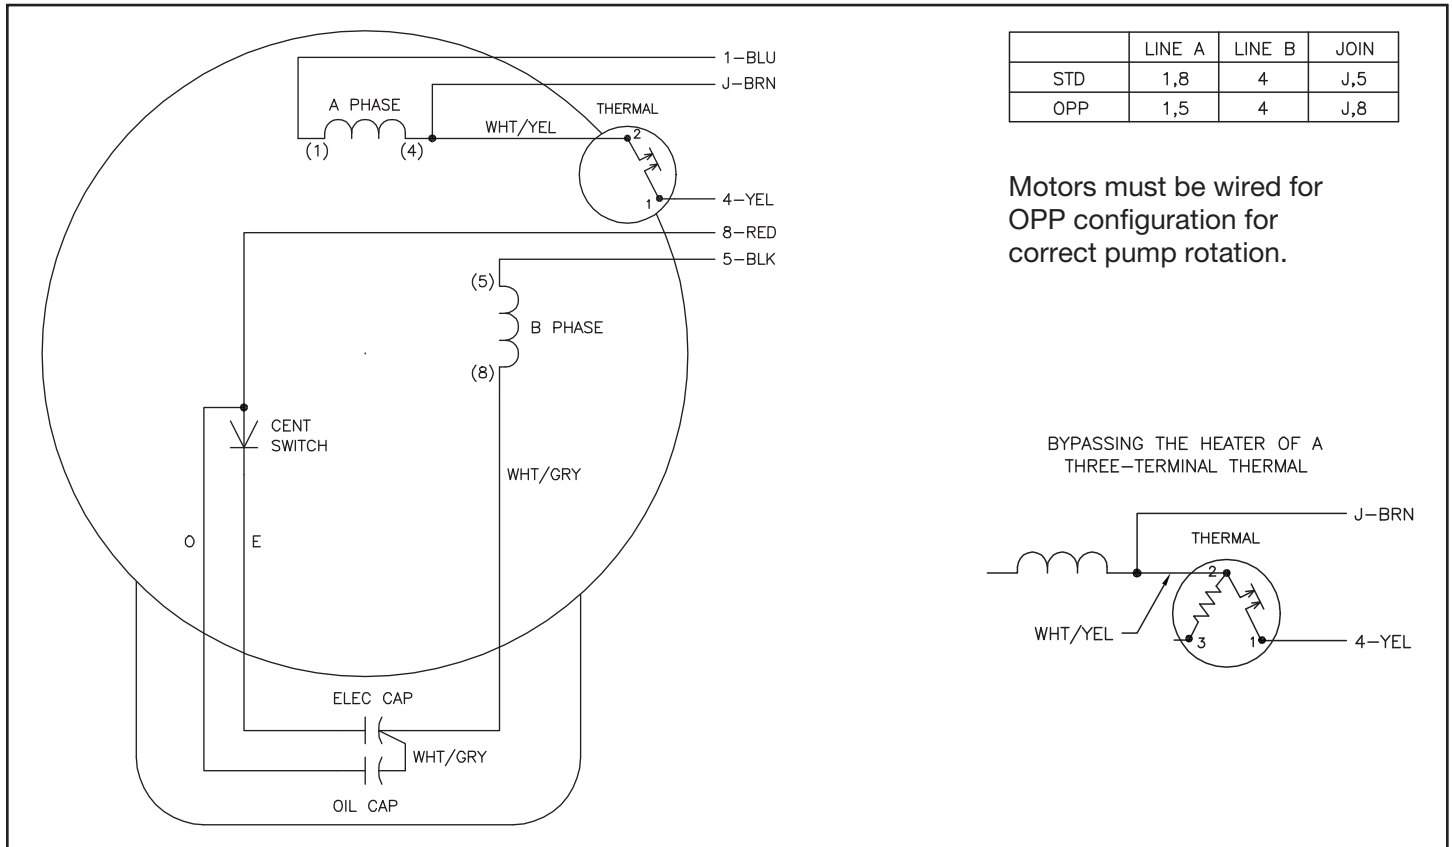 1-BLU
J-BRN
A PHASE
THERMAL
WHT/YEL
2
(1)
(4)
1
4-YEL
8-RED
5-BLK
(5)
B PHASE
(8)
CENT
SWITCH
WHT/GRY
O
E
ELEC CAP
WHT/GRY
OIL CAP
LINE A LINE B JOIN
STD 1,8 4 J,5
OPP 1,5 4 J,8
Motors must be wired for
OPP configuration for
correct pump rotation.
BYPASSING THE HEATER OF A
THREE-TERMINAL THERMAL
J-BRN
THERMAL
2
WHT/YEL
3
1
4-YEL